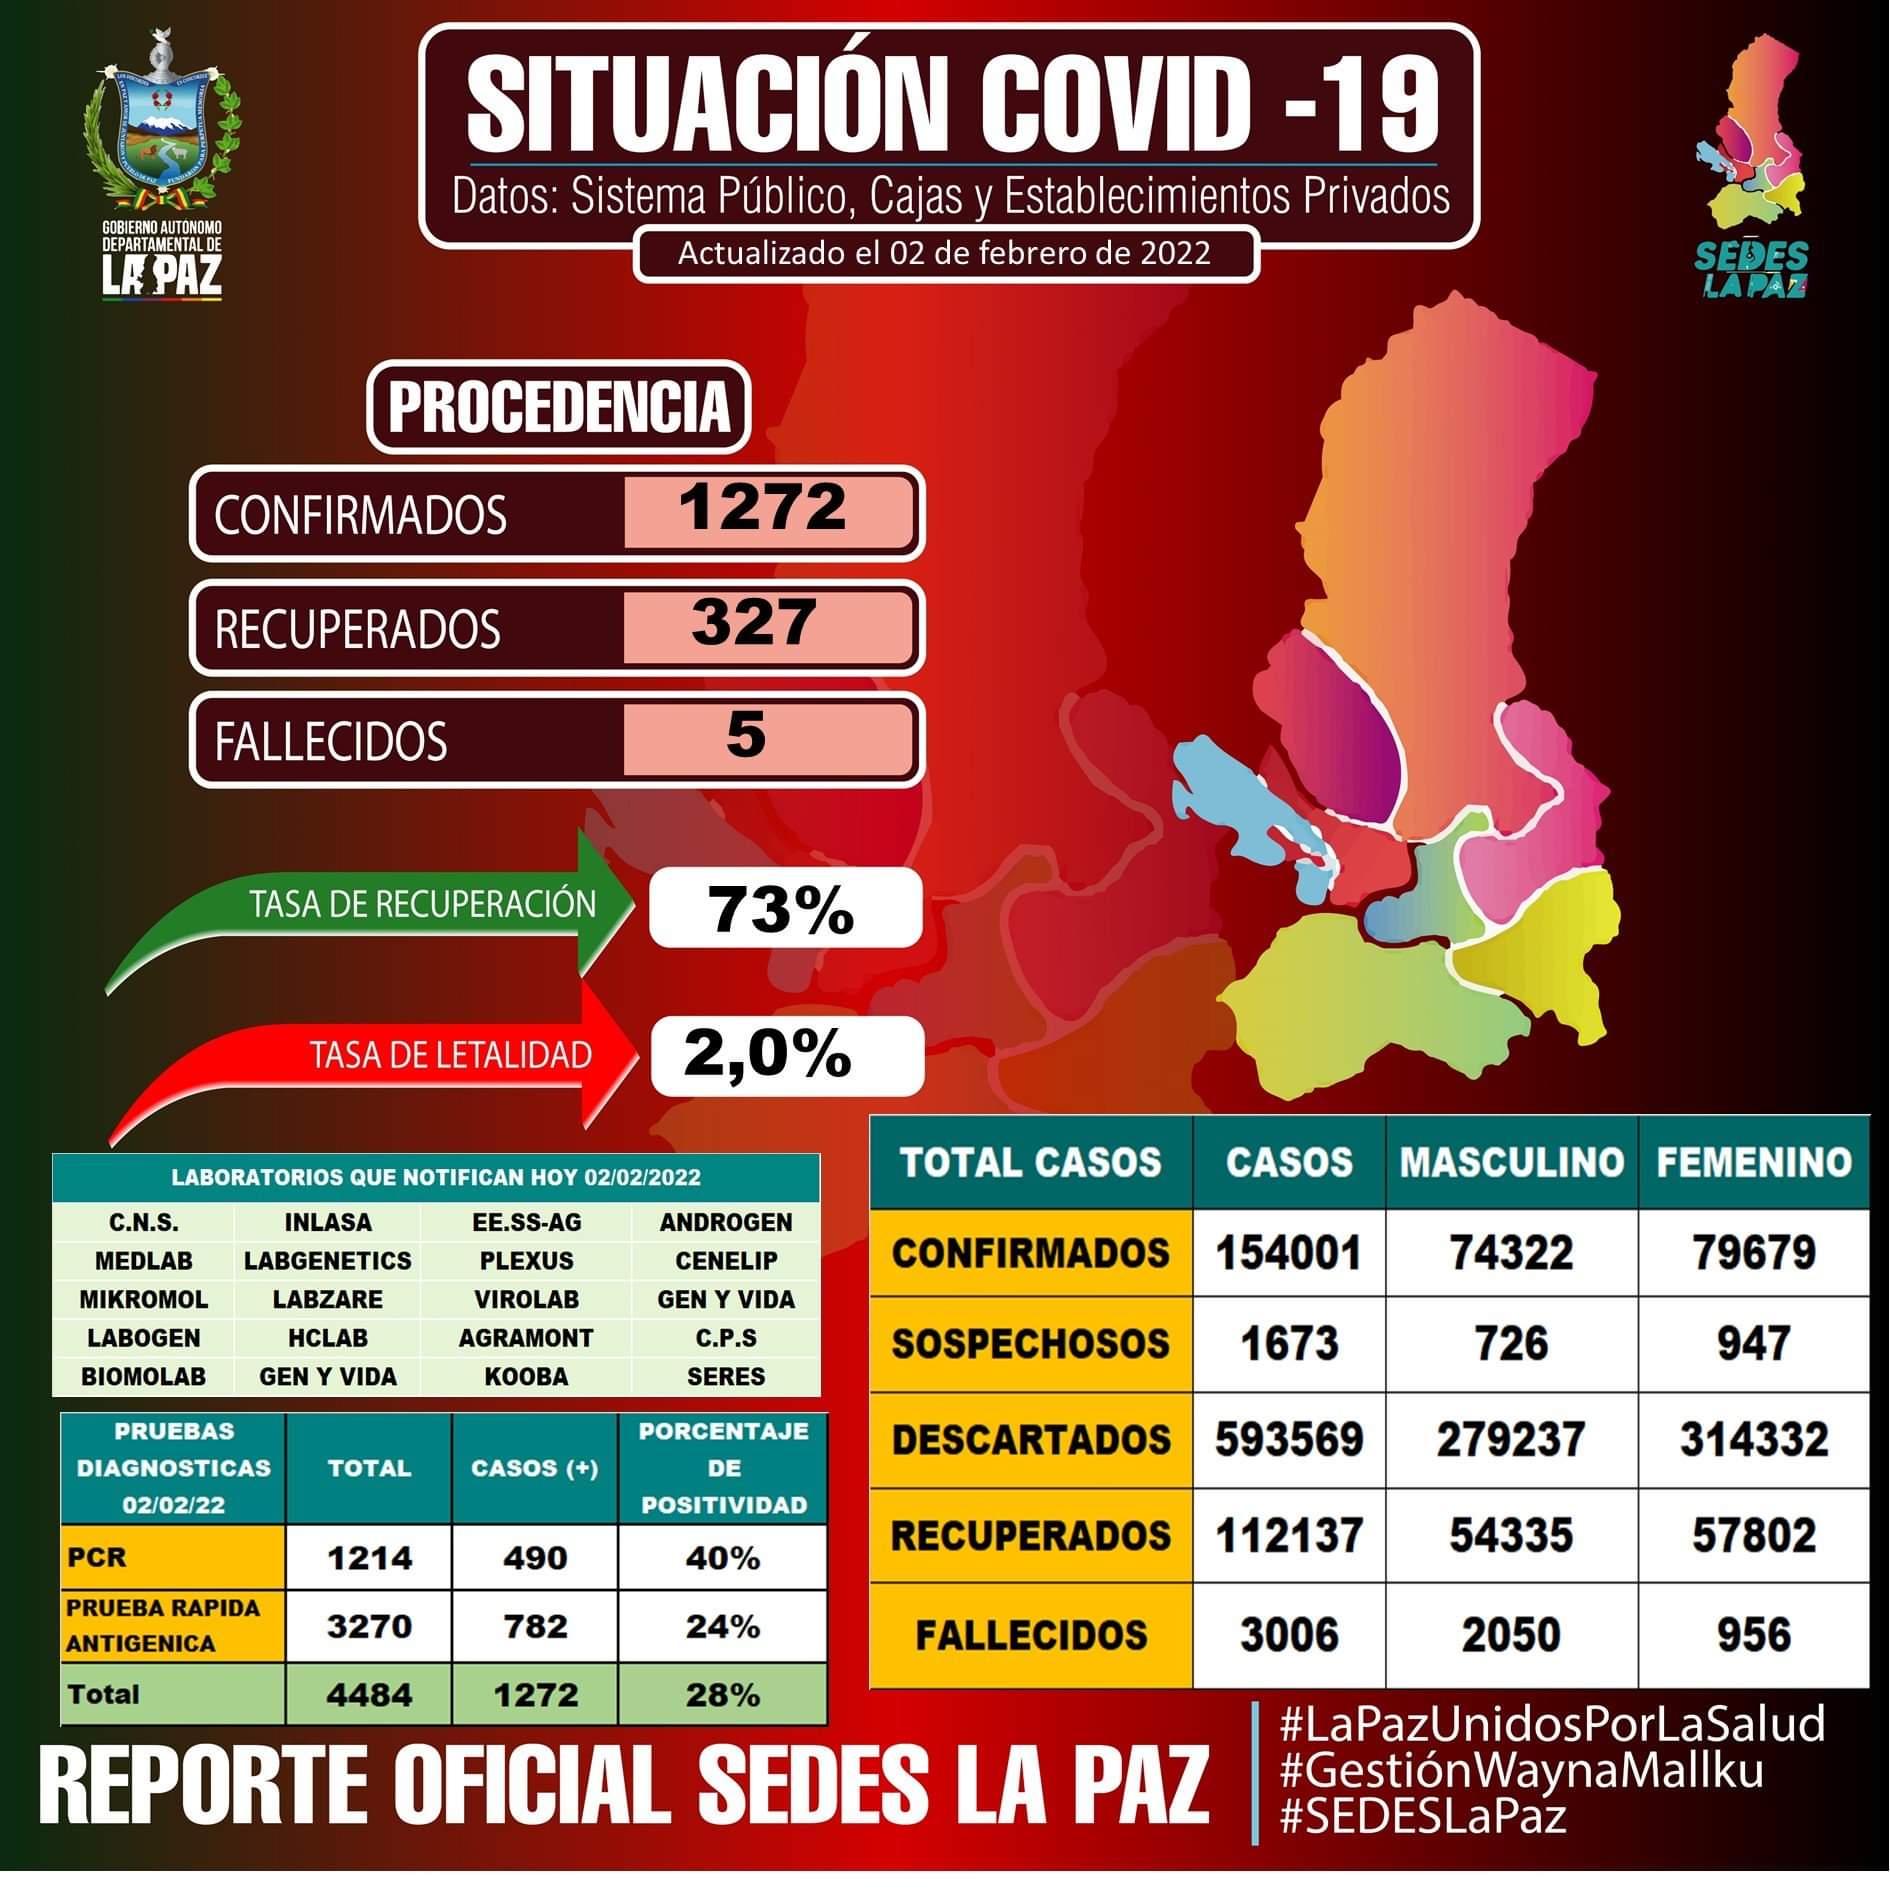 SITUACIÓN COVID -19
Datos: Sistema Público, Cajas y Establecimientos Privados
Actualizado el 02 de febrero de 2022
GOBIERNO AUTÓNOMO
DEPARTAMENTAL DE
LA PAZ
SEDES
LA PAZ
PROCEDENCIA
CONFIRMADOS 1272
RECUPERADOS 327
FALLECIDOS 5
TASA DE RECUPERACIÓN 73%
TASA DE LETALIDAD 2,0%
LABORATORIOS QUE NOTIFICAN HOY 02/02/2022
C.N.S. INLASA EE.SS-AG ANDROGEN
MEDLAB LABGENETICS PLEXUS CENELIP
MIKROMOL LABZARE VIROLAB GEN Y VIDA
LABOGEN HCLAB AGRAMONT C.P.S
BIOMOLAB GEN Y VIDA KOOBA SERES
PRUEBAS
DIAGNOSTICAS
02/02/22
TOTAL
CASOS (+)
PORCENTAJE
DE
POSITIVIDAD
PCR 1214 490 40%
PRUEBA RAPIDA
ANTIGENICA
3270 782 24%
Total 4484 1272 28%
TOTAL CASOS CASOS MASCULINO FEMENINO
CONFIRMADOS 154001 74322 79679
SOSPECHOSOS 1673 726 947
DESCARTADOS 593569 279237 314332
RECUPERADOS 112137 54335 57802
FALLECIDOS 3006 2050 956
REPORTE OFICIAL SEDES LA PAZ
#LaPazUnidosPorLaSalud
#GestiónWaynaMallku
#SEDESLaPaz